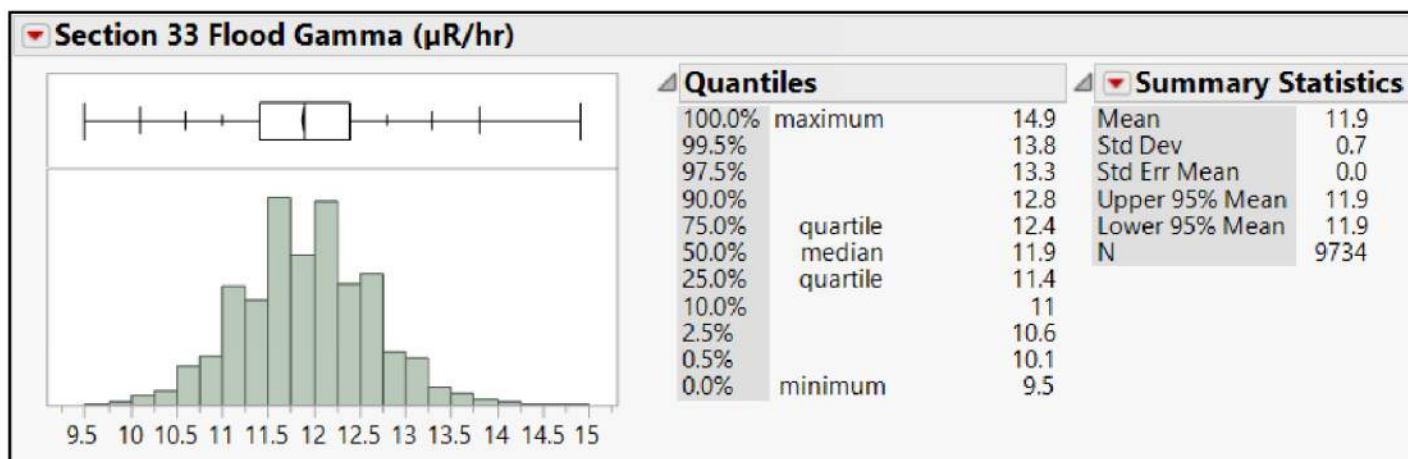 Section 33 Flood Gamma (µR/hr)
Quantiles
100.0% maximum 14.9
99.5% 13.8
97.5% 13.3
90.0% 12.8
75.0% quartile 12.4
50.0% median 11.9
25.0% quartile 11.4
10.0% 11
2.5% 10.6
0.5% 10.1
0.0% minimum 9.5
Summary Statistics
Mean 11.9
Std Dev 0.7
Std Err Mean 0.0
Upper 95% Mean 11.9
Lower 95% Mean 11.9
N 9734
9.5 10 10.5 11 11.5 12 12.5 13 13.5 14 14.5 15